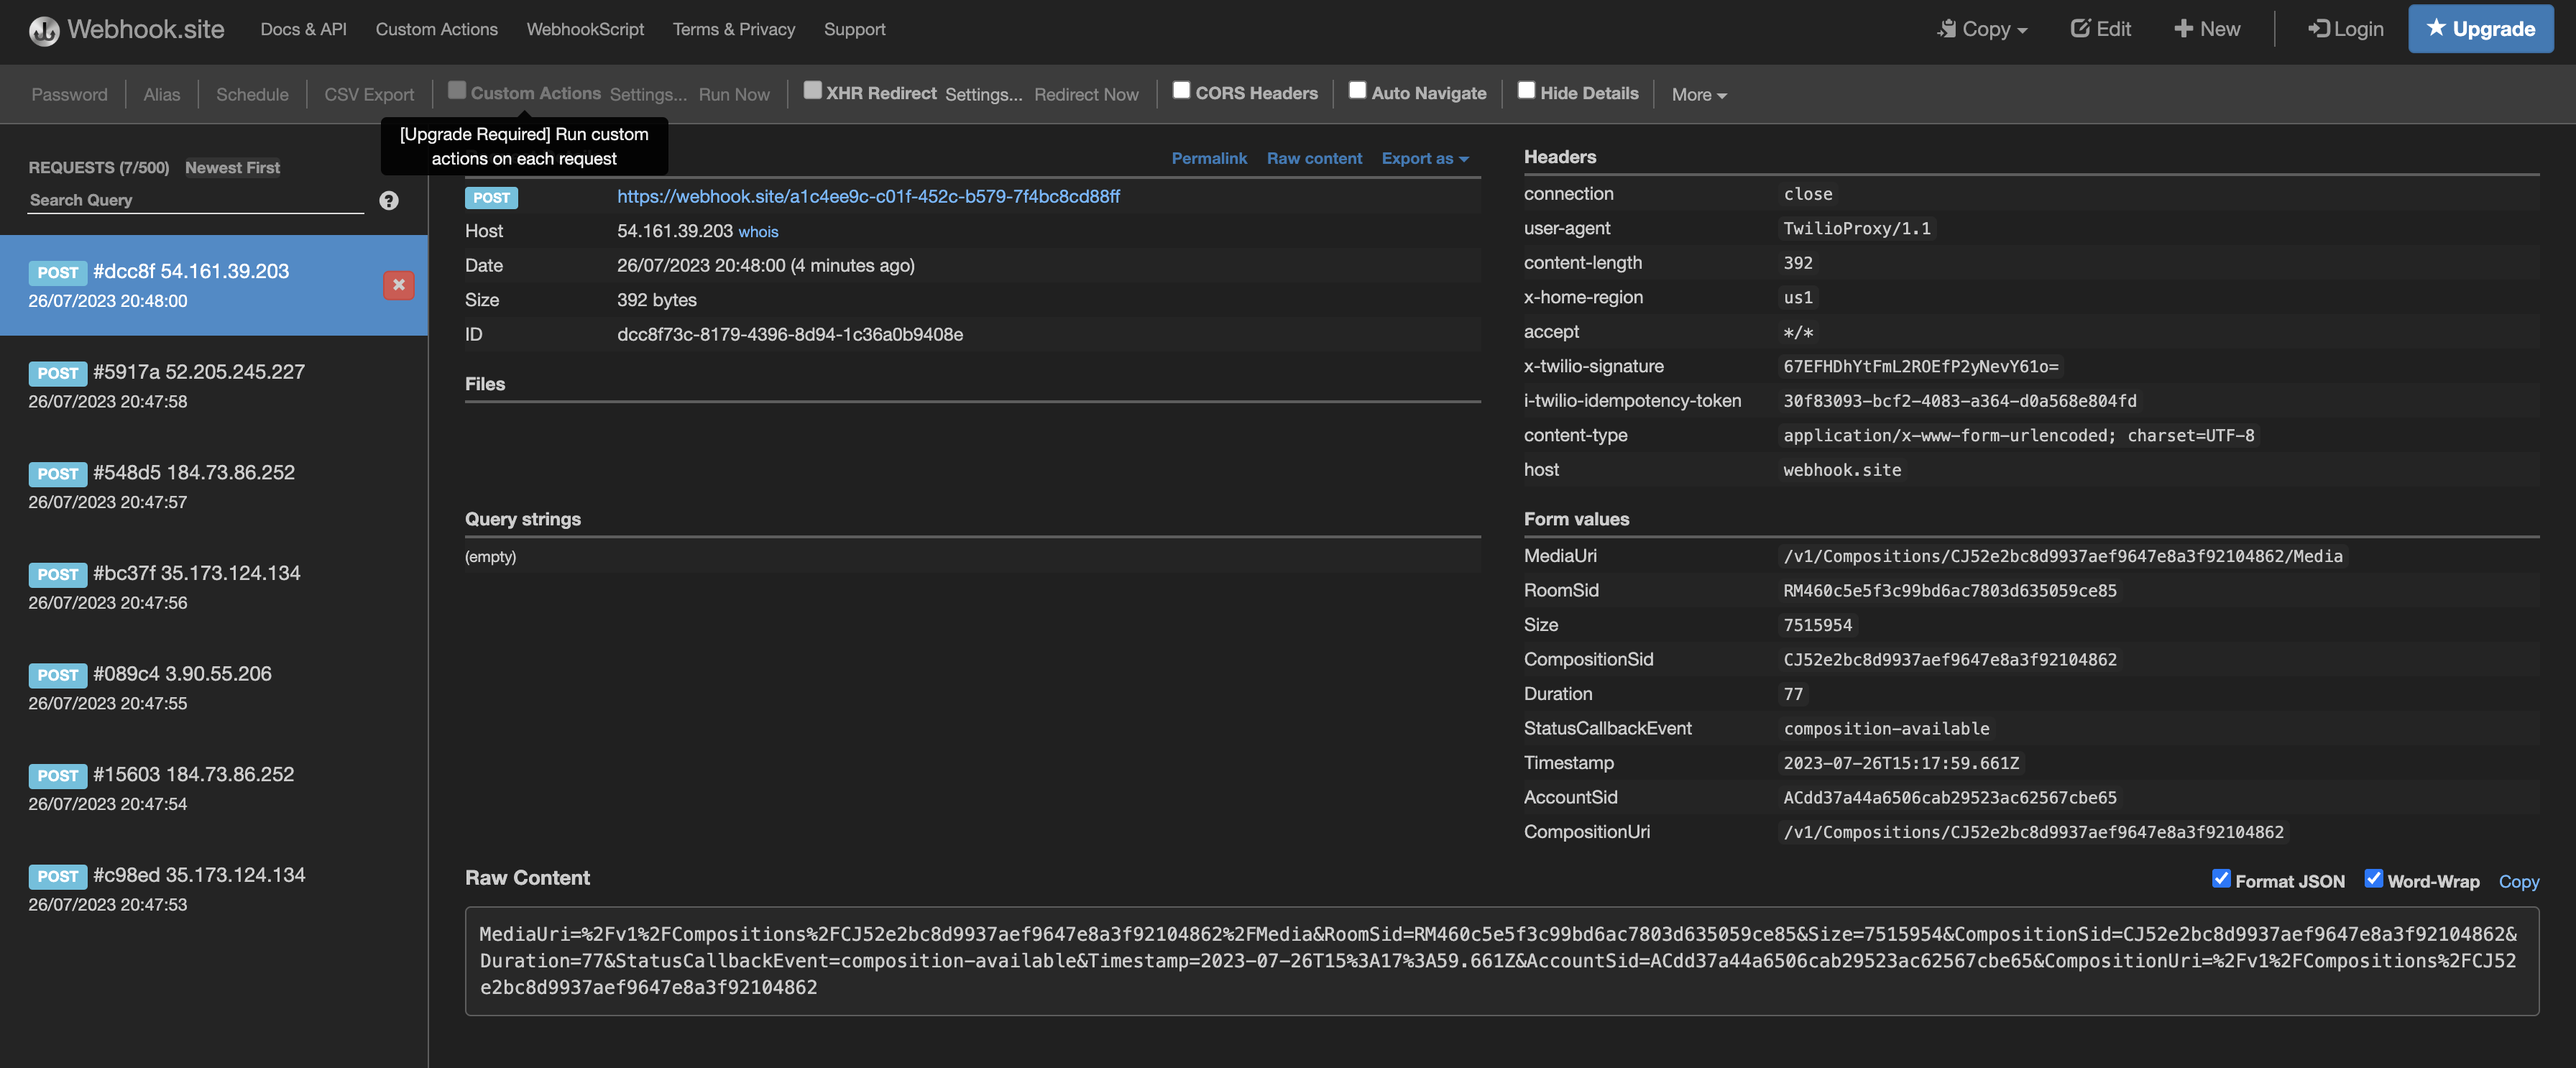 Webhook.site Docs & API Custom Actions WebhookScript Terms & Privacy Support Copy Edit New Login Upgrade
Password Alias Schedule CSV Export Custom Actions Settings... Run Now XHR Redirect Settings... Redirect Now CORS Headers Auto Navigate Hide Details More
[Upgrade Required] Run custom
actions on each request
REQUESTS (7/500) Newest First
Search Query
?
POST #dcc8f 54.161.39.203
26/07/2023 20:48:00
POST #5917a 52.205.245.227
26/07/2023 20:47:58
POST #548d5 184.73.86.252
26/07/2023 20:47:57
POST #bc37f 35.173.124.134
26/07/2023 20:47:56
POST #089c4 3.90.55.206
26/07/2023 20:47:55
POST #15603 184.73.86.252
26/07/2023 20:47:54
POST #c98ed 35.173.124.134
26/07/2023 20:47:53
Permalink Raw content Export as
POST https://webhook.site/a1c4ee9c-c01f-452c-b579-7f4bc8cd88ff
Host 54.161.39.203 whois
Date 26/07/2023 20:48:00 (4 minutes ago)
Size 392 bytes
ID dcc8f73c-8179-4396-8d94-1c36a0b9408e
Files
Query strings
(empty)
Headers
connection close
user-agent TwilioProxy/1.1
content-length 392
x-home-region us1
accept */*
x-twilio-signature 67EFHDhYtFmL2ROEfP2yNevY61o=
i-twilio-idempotency-token 30f83093-bcf2-4083-a364-d0a568e804fd
content-type application/x-www-form-urlencoded; charset=UTF-8
host webhook.site
Form values
MediaUri /v1/Compositions/CJ52e2bc8d9937aef9647e8a3f92104862/Media
RoomSid RM460c5e5f3c99bd6ac7803d635059ce85
Size 7515954
CompositionSid CJ52e2bc8d9937aef9647e8a3f92104862
Duration 77
StatusCallbackEvent composition-available
Timestamp 2023-07-26T15:17:59.661Z
AccountSid ACdd37a44a6506cab29523ac62567cbe65
CompositionUri /v1/Compositions/CJ52e2bc8d9937aef9647e8a3f92104862
Raw Content Format JSON Word-Wrap Copy
MediaUri=%2Fv1%2FCompositions%2FCJ52e2bc8d9937aef9647e8a3f92104862%2FMedia&RoomSid=RM460c5e5f3c99bd6ac7803d635059ce85&Size=7515954&CompositionSid=CJ52e2bc8d9937aef9647e8a3f92104862&
Duration=77&StatusCallbackEvent=composition-available&Timestamp=2023-07-26T15%3A17%3A59.661Z&AccountSid=ACdd37a44a6506cab29523ac62567cbe65&CompositionUri=%2Fv1%2FCompositions%2FCJ52
e2bc8d9937aef9647e8a3f92104862